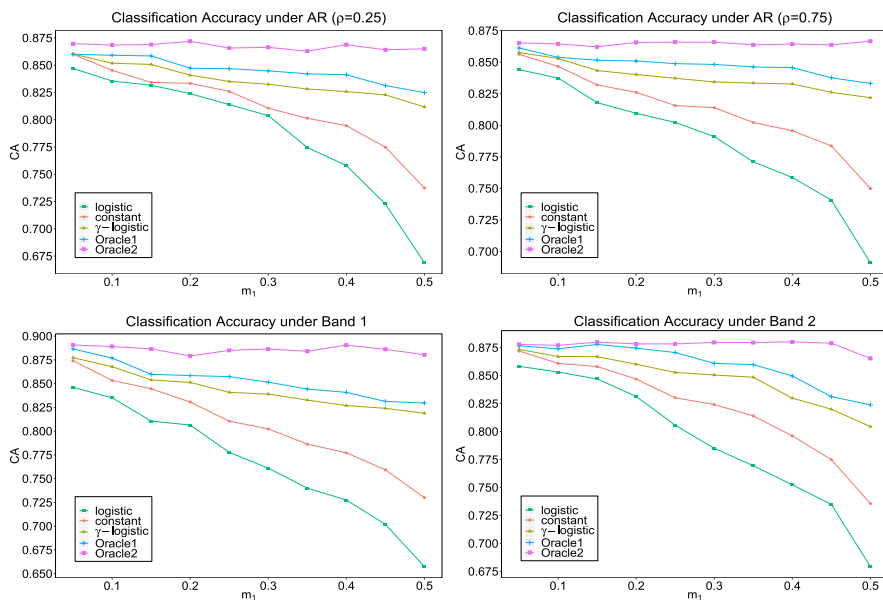 Classification Accuracy under AR (ρ=0.25)
0.875
0.850
0.825
0.800
0.775
0.750
0.725
0.700
0.675
CA
logistic
constant
γ−logistic
Oracle1
Oracle2
0.1 0.2 0.3 0.4 0.5
m1
Classification Accuracy under AR (ρ=0.75)
0.875
0.850
0.825
0.800
0.775
0.750
0.725
0.700
CA
logistic
constant
γ−logistic
Oracle1
Oracle2
0.1 0.2 0.3 0.4 0.5
m1
Classification Accuracy under Band 1
0.900
0.875
0.850
0.825
0.800
0.775
0.750
0.725
0.700
0.675
0.650
CA
logistic
constant
γ−logistic
Oracle1
Oracle2
0.1 0.2 0.3 0.4 0.5
m1
Classification Accuracy under Band 2
0.875
0.850
0.825
0.800
0.775
0.750
0.725
0.700
0.675
CA
logistic
constant
γ−logistic
Oracle1
Oracle2
0.1 0.2 0.3 0.4 0.5
m1